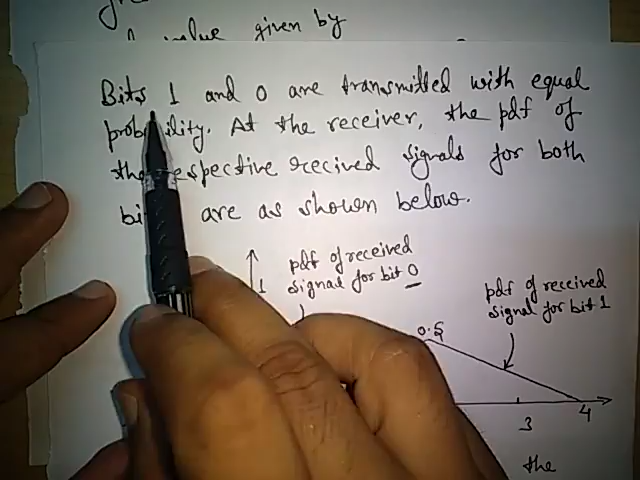 value given by
Bits 1 and 0 are transmitted with equal
probability. At the receiver, the pdf of
the respective recived signals for both
are as shown below.
pdf of received
signal for bit 0
1
pdf of received
signal for bit 1
0.5
3
4
the